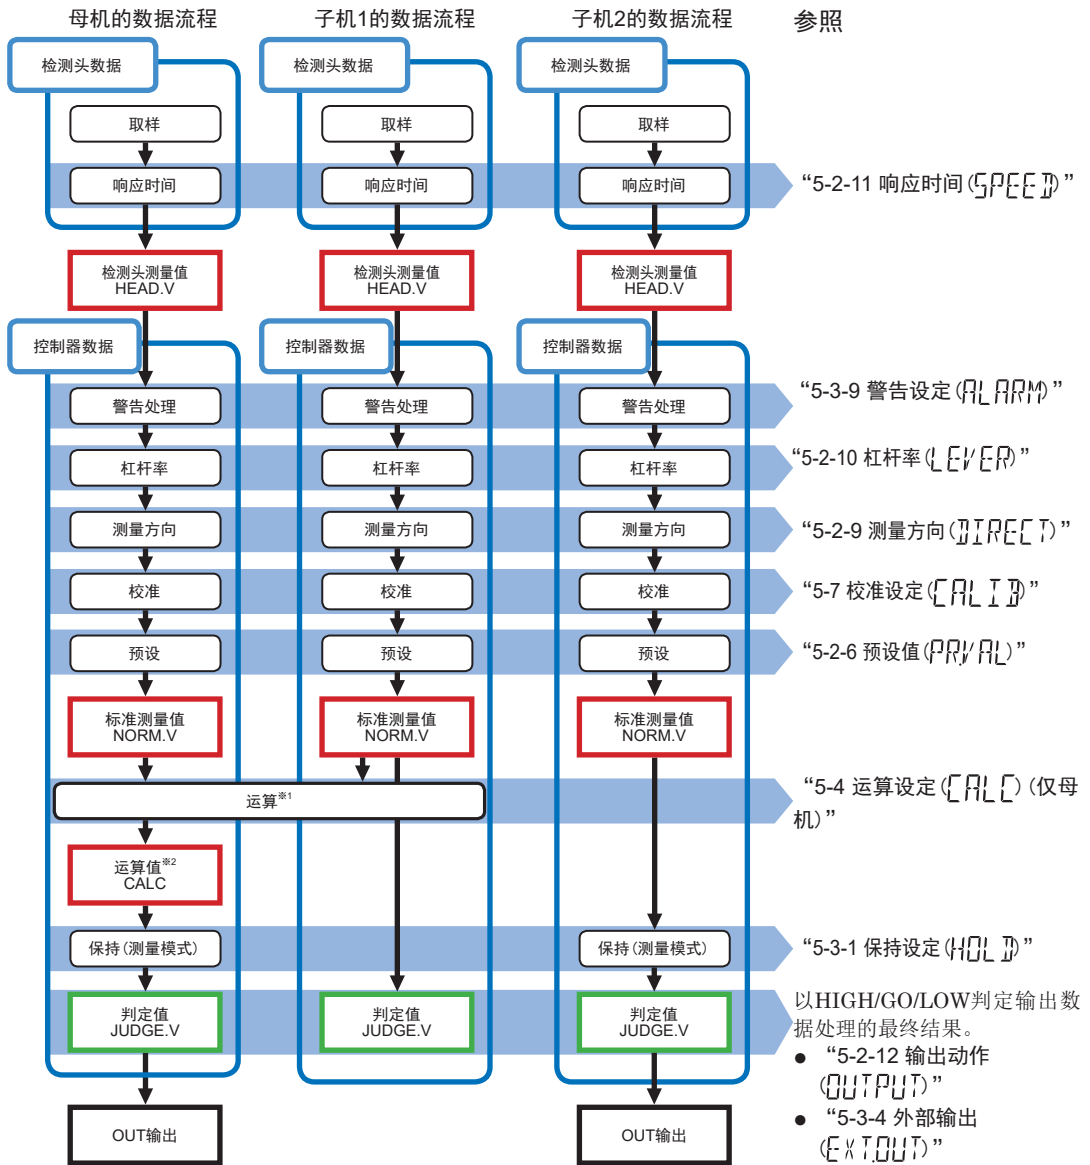 母机的数据流程
子机1的数据流程
子机2的数据流程
参照
检测头数据
检测头数据
检测头数据
取样
取样
取样
响应时间
响应时间
响应时间
“5-2-11 响应时间(SPEED)”
检测头测量值
HEAD.V
检测头测量值
HEAD.V
检测头测量值
HEAD.V
控制器数据
控制器数据
控制器数据
警告处理
警告处理
警告处理
“5-3-9 警告设定(ALARM)”
杠杆率
杠杆率
杠杆率
“5-2-10 杠杆率(LEVER)”
测量方向
测量方向
测量方向
“5-2-9 测量方向(DIRECT)”
校准
校准
校准
“5-7 校准设定(CALIB)”
预设
预设
预设
“5-2-6 预设值(PR.VAL)”
标准测量值
NORM.V
标准测量值
NORM.V
标准测量值
NORM.V
运算※1
“5-4 运算设定(CALC)(仅母
机)”
运算值※2
CALC
保持(测量模式)
保持(测量模式)
“5-3-1 保持设定(HOLD)”
判定值
JUDGE.V
判定值
JUDGE.V
判定值
JUDGE.V
以HIGH/GO/LOW判定输出数
据处理的最终结果。
● “5-2-12 输出动作
(OUTPUT)”
● “5-3-4 外部输出
(EXT.OUT)”
OUT输出
OUT输出